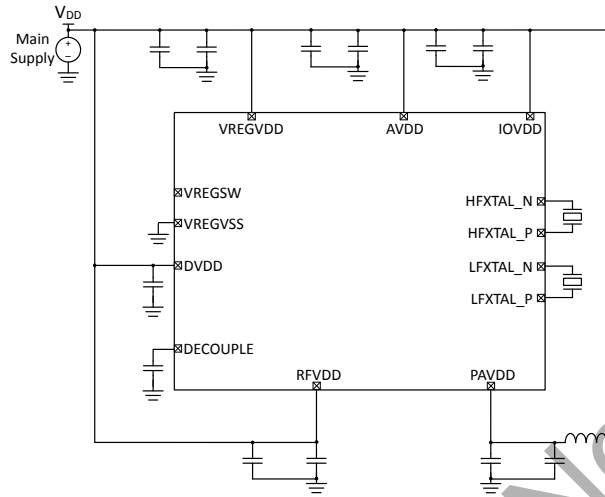 VDD
Main
Supply
VREGVDD
AVDD
IOVDD
VREGSW
HFXTAL_N
VREGVSS
HFXTAL_P
DVDD
LFXTAL_N
LFXTAL_P
DECOUPLE
RFVDD
PAVDD